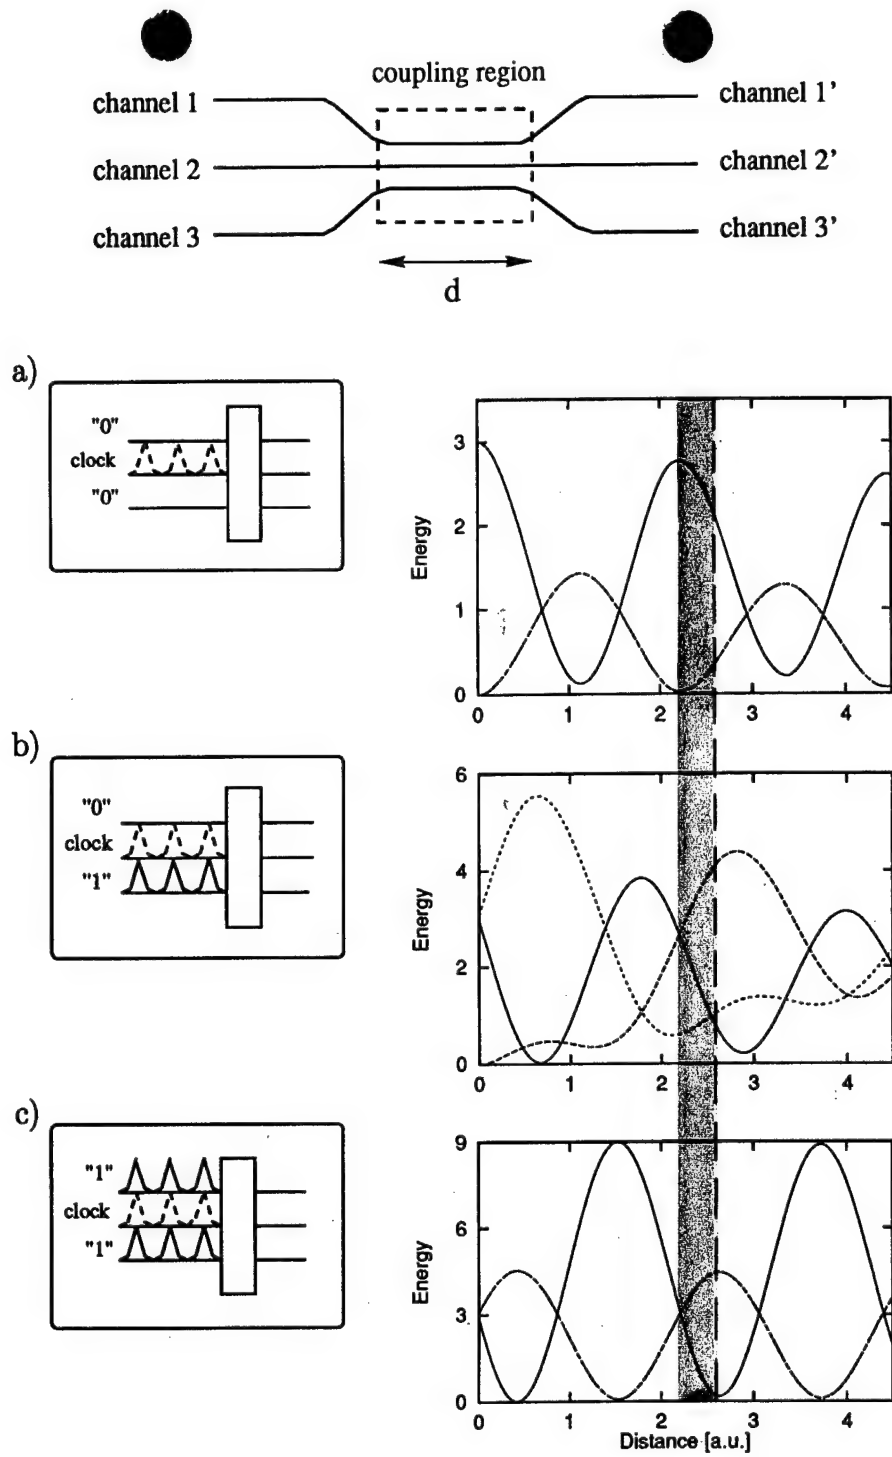 coupling region
channel 1
channel 1'
channel 2
channel 2'
channel 3
channel 3'
d
a)
"0"
clock
"0"
Energy
3
2
1
0
0 1 2 3 4
b)
"0"
clock
"1"
Energy
6
4
2
0
0 1 2 3 4
c)
"1"
clock
"1"
Energy
9
6
3
0
0 1 2 3 4
Distance [a.u.]